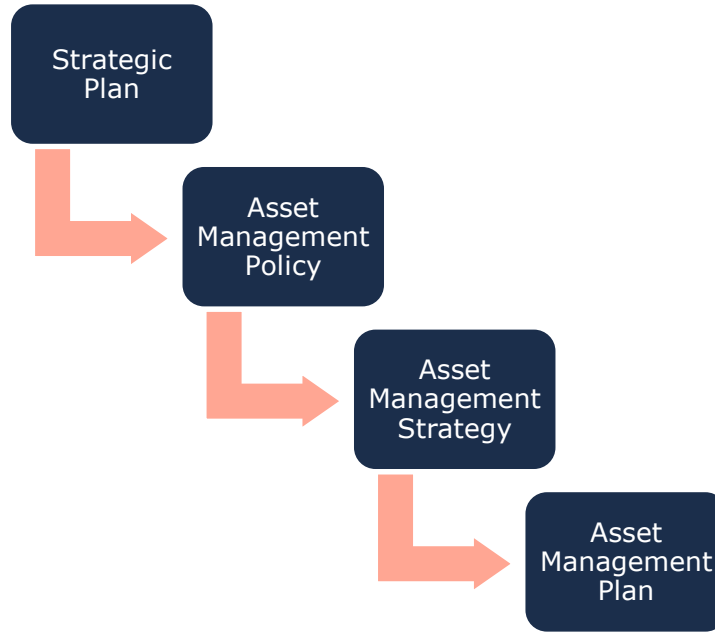 Strategic
Plan
Asset
Management
Policy
Asset
Management
Strategy
Asset
Management
Plan